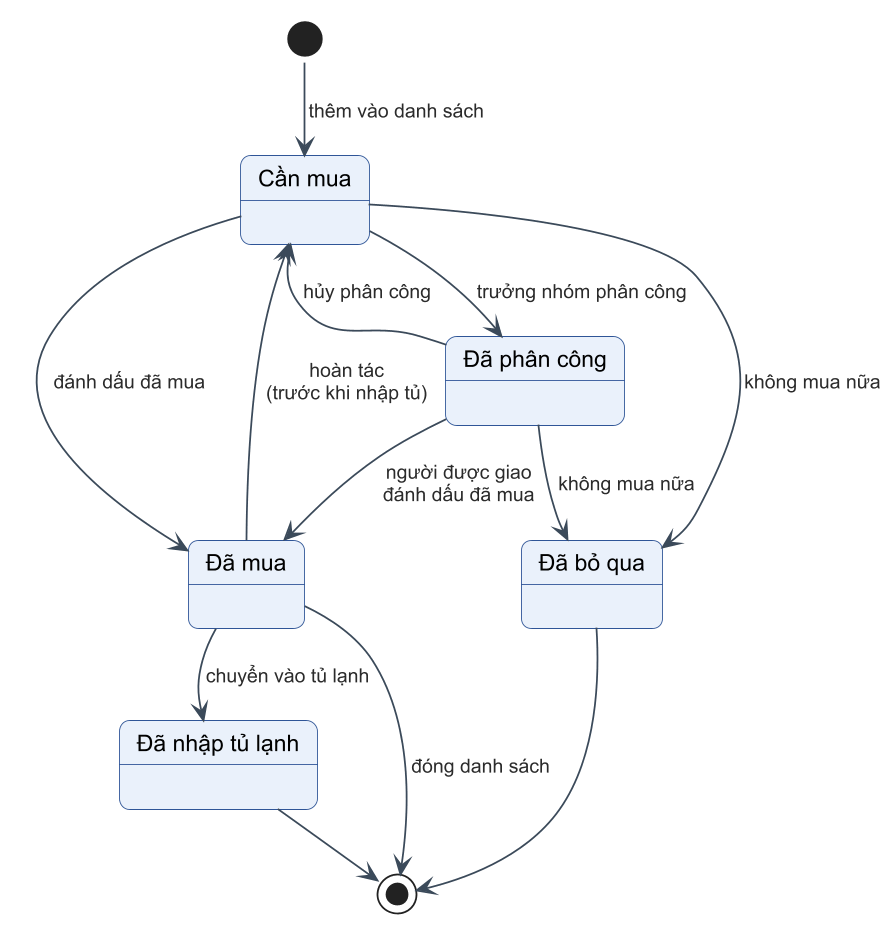 thêm vào danh sách
Cần mua
hủy phân công
trưởng nhóm phân công
Đã phân công
hoàn tác
(trước khi nhập tủ)
đánh dấu đã mua
không mua nữa
người được giao
đánh dấu đã mua
không mua nữa
Đã mua
Đã bỏ qua
chuyển vào tủ lạnh
Đã nhập tủ lạnh
đóng danh sách